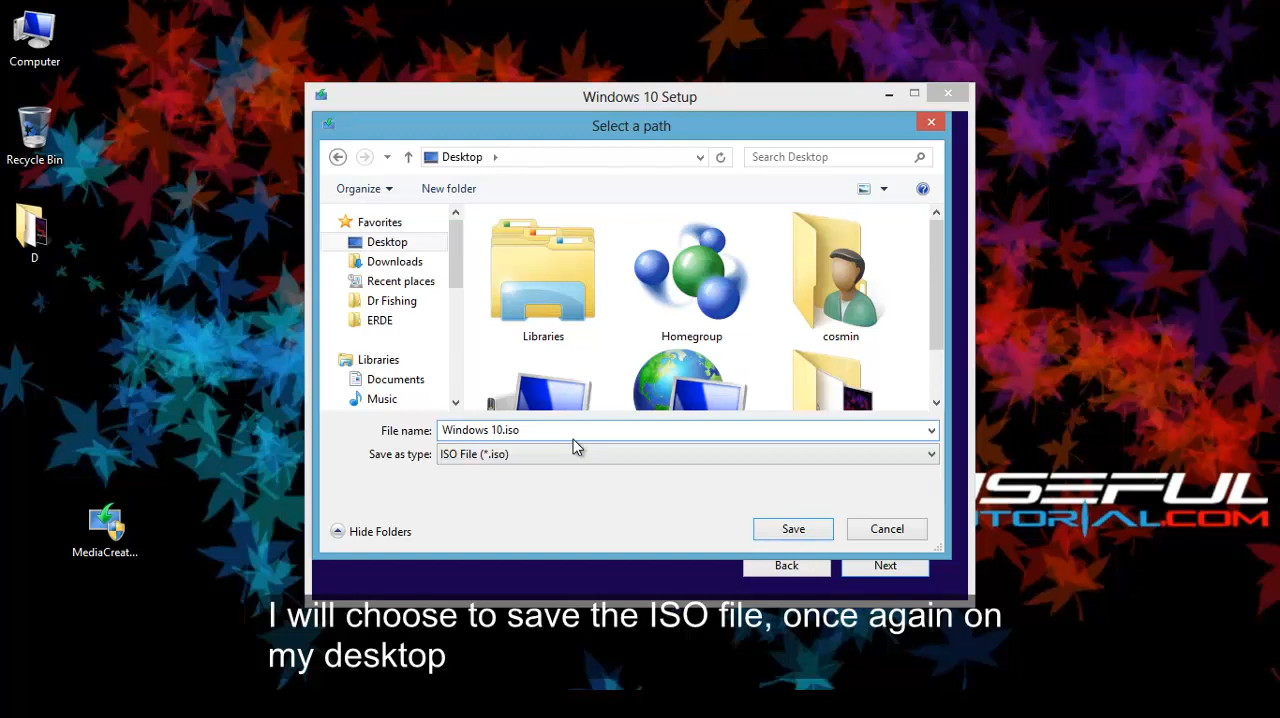 Computer
Recycle Bin
D
MediaCreat...
Windows 10 Setup
Select a path
Desktop
Search Desktop
Organize
New folder
Favorites
Desktop
Downloads
Recent places
Dr Fishing
ERDE
Libraries
Documents
Music
Libraries
Homegroup
cosmin
File name: Windows 10.iso
Save as type: ISO File (*.iso)
Hide Folders
Save
Cancel
Back
Next
SEFUL
TORIAL.COM
I will choose to save the ISO file, once again on
my desktop